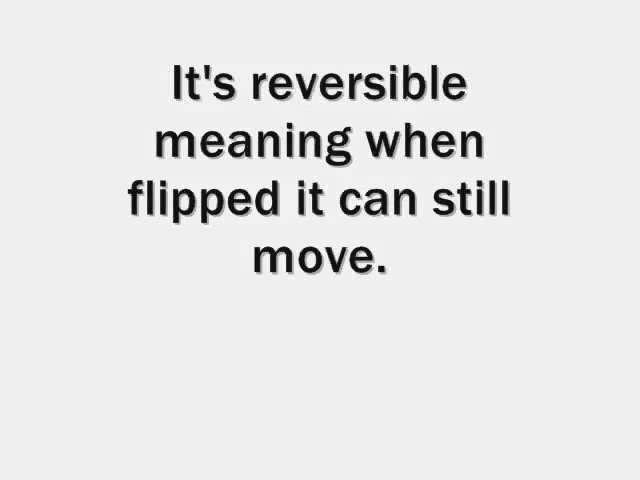 It's reversible
meaning when
flipped it can still
move.